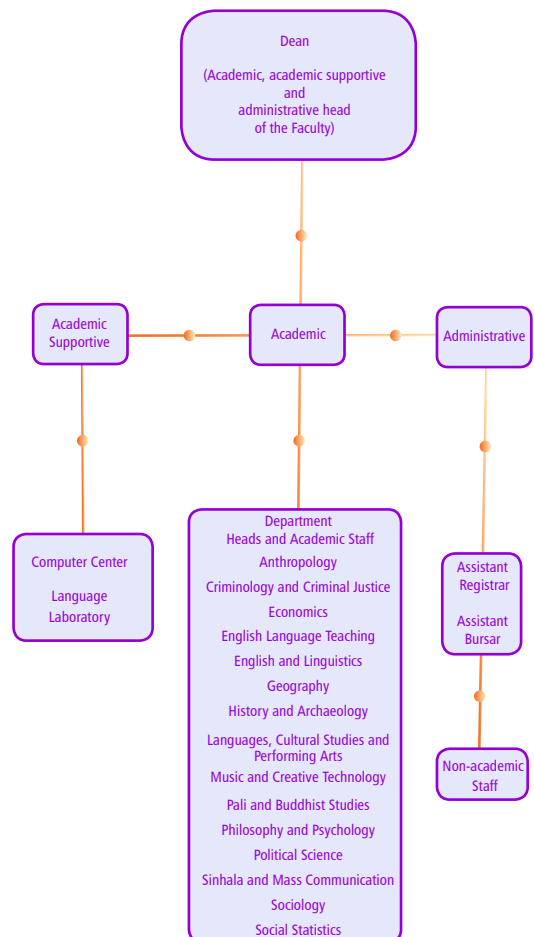 Dean
(Academic, academic supportive
and
administrative head
of the Faculty)
Academic
Supportive
Academic
Administrative
Computer Center
Language
Laboratory
Department
Heads and Academic Staff
Anthropology
Criminology and Criminal Justice
Economics
English Language Teaching
English and Linguistics
Geography
History and Archaeology
Languages, Cultural Studies and
Performing Arts
Music and Creative Technology
Pali and Buddhist Studies
Philosophy and Psychology
Political Science
Sinhala and Mass Communication
Sociology
Social Statistics
Assistant
Registrar
Assistant
Bursar
Non-academic
Staff